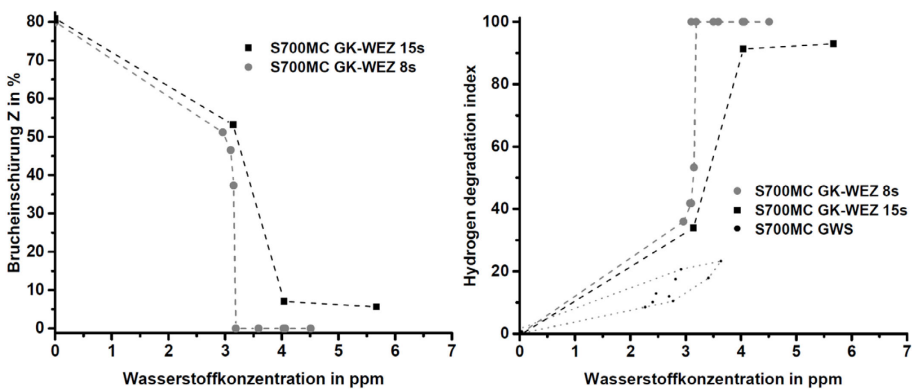 Brucheinschürung Z in %
80
70
60
50
40
30
20
10
0
0 1 2 3 4 5 6 7
Wasserstoffkonzentration in ppm
S700MC GK-WEZ 15s
S700MC GK-WEZ 8s
Hydrogen degradation index
100
80
60
40
20
0
0 1 2 3 4 5 6 7
Wasserstoffkonzentration in ppm
S700MC GK-WEZ 8s
S700MC GK-WEZ 15s
S700MC GWS